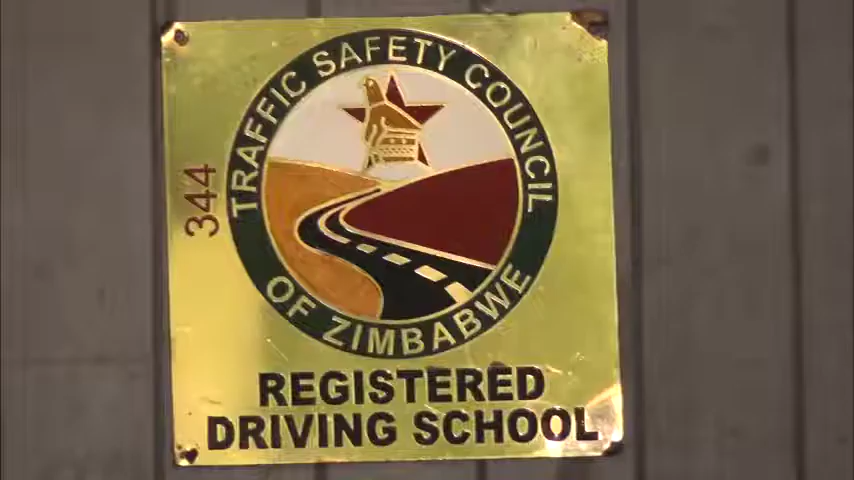 TRAFFIC SAFETY COUNCIL
OF ZIMBABWE
344
REGISTERED
DRIVING SCHOOL